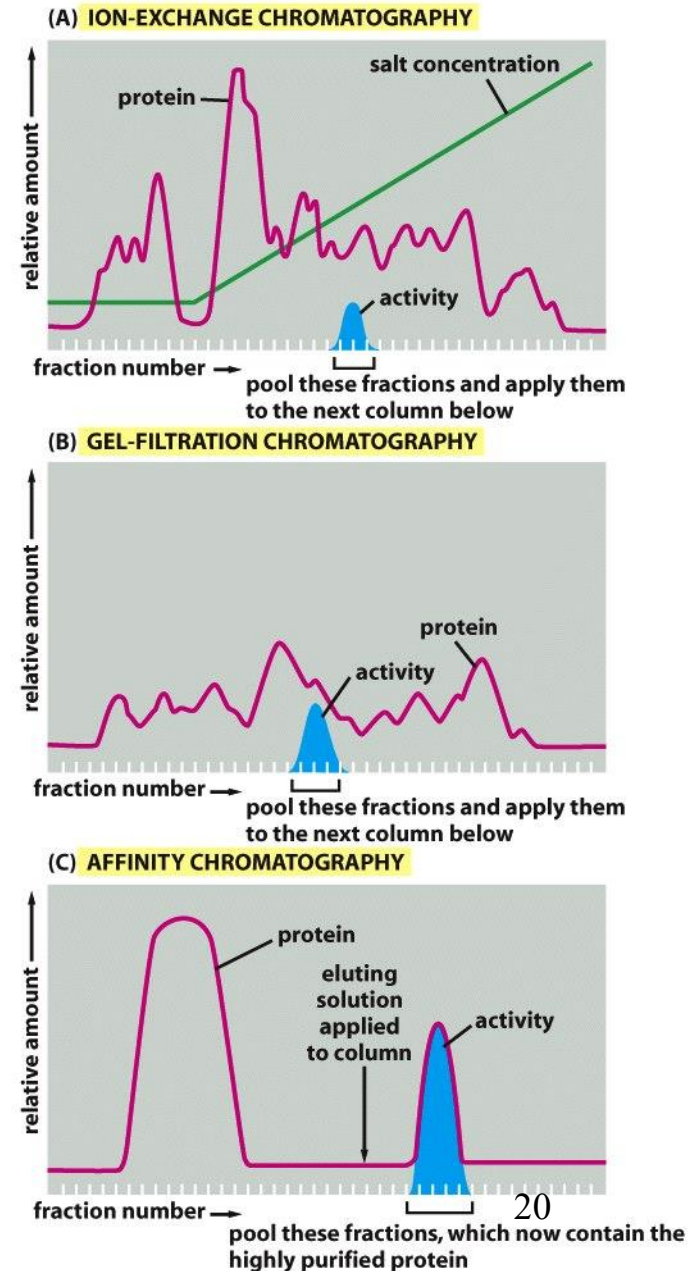 (A) ION-EXCHANGE CHROMATOGRAPHY
salt concentration
protein
relative amount
activity
fraction number
pool these fractions and apply them
to the next column below
(B) GEL-FILTRATION CHROMATOGRAPHY
relative amount
protein
activity
fraction number
pool these fractions and apply them
to the next column below
(C) AFFINITY CHROMATOGRAPHY
relative amount
protein
eluting
solution
applied
to column
activity
fraction number
20
pool these fractions, which now contain the
highly purified protein